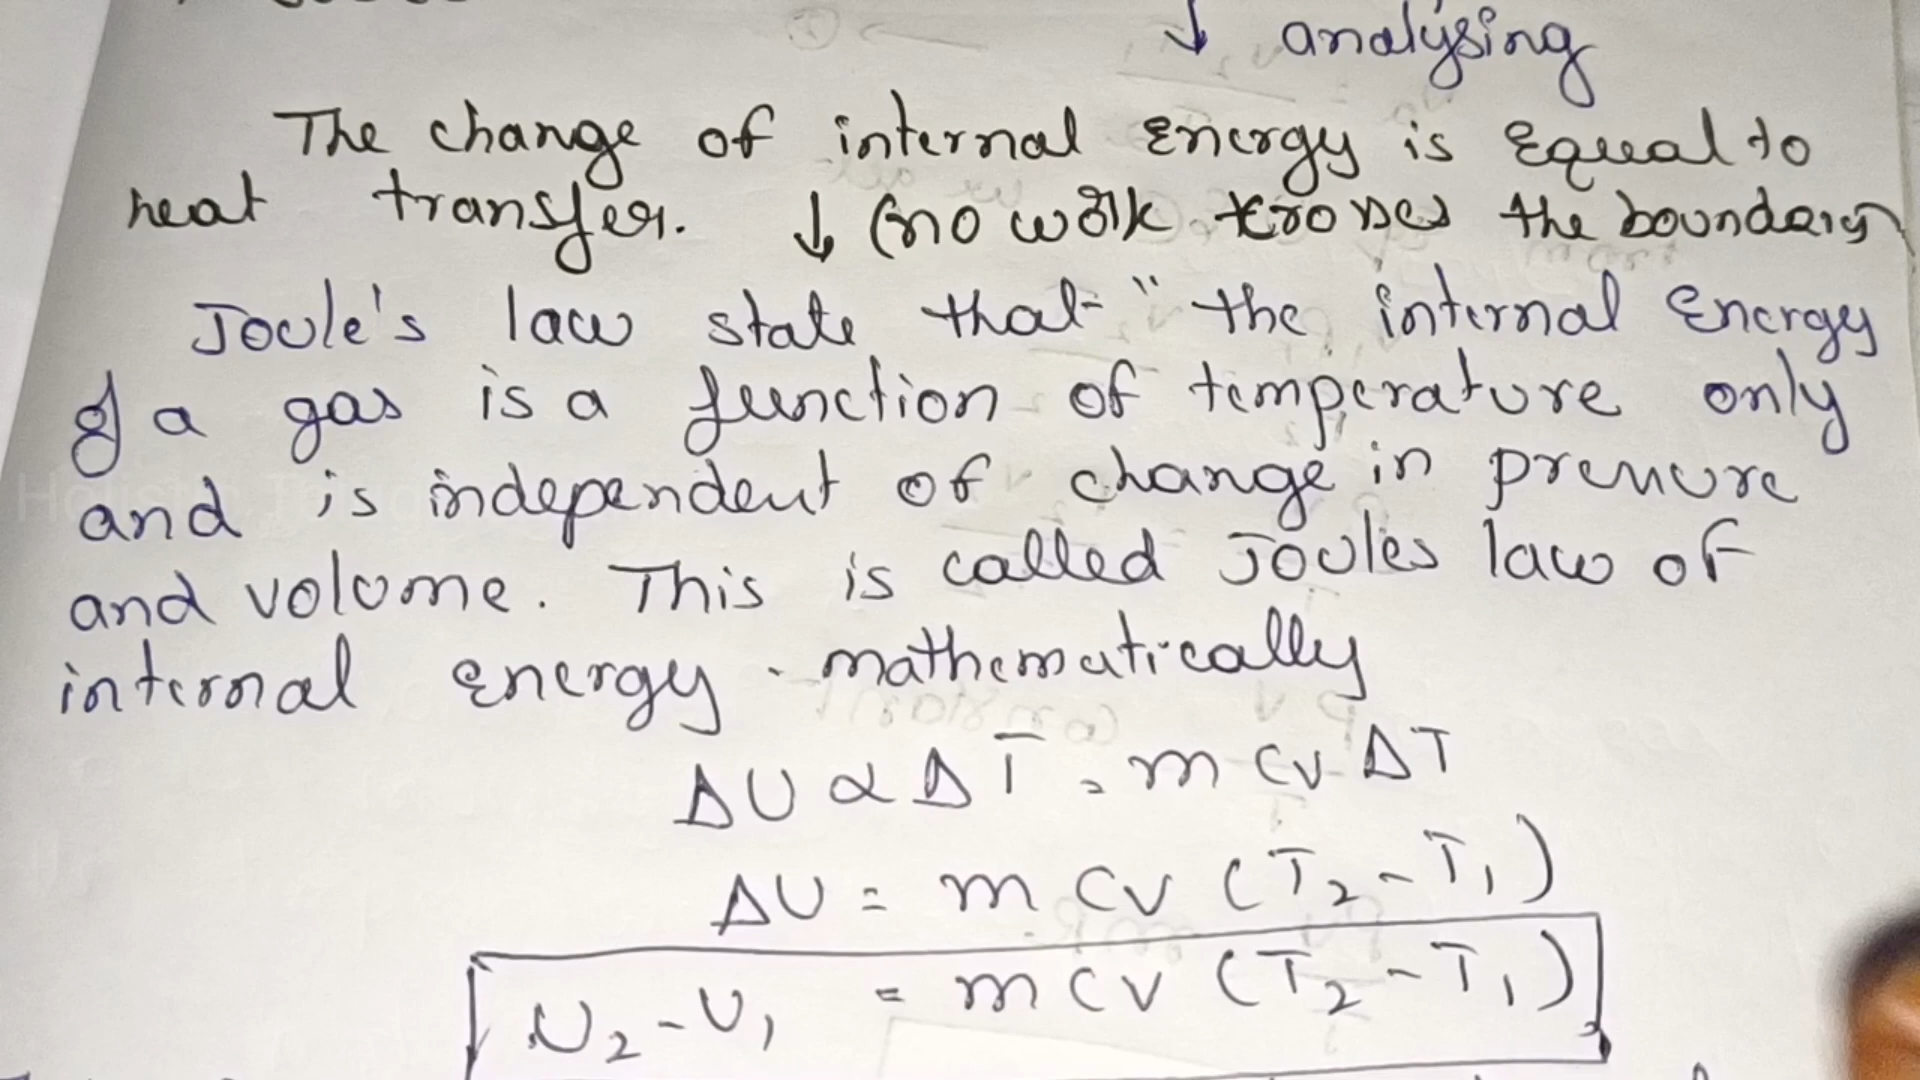 ↓ analysing
The change of internal Energy is Equal to
heat transfer. ↓ (no work crosses the boundary
Joule's law state that "the internal Energy
of a gas is a function of temperature only
and is independent of change in pressure
and volume. This is called Joules law of
internal energy. mathematically
ΔU ∝ ΔT = m Cv ΔT
ΔU = m Cv (T₂-T₁)
U₂-U₁ = m Cv (T₂-T₁)